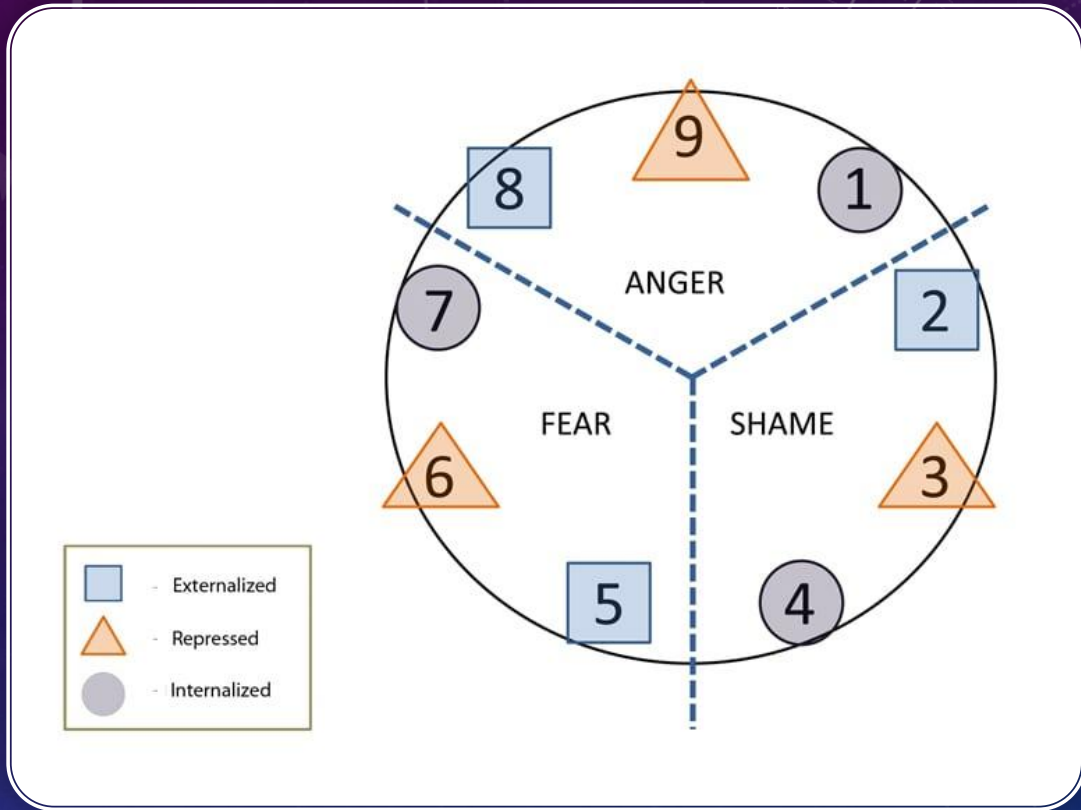 9
8
1
ANGER
7
2
FEAR
SHAME
6
3
5
4
- Externalized
- Repressed
- Internalized